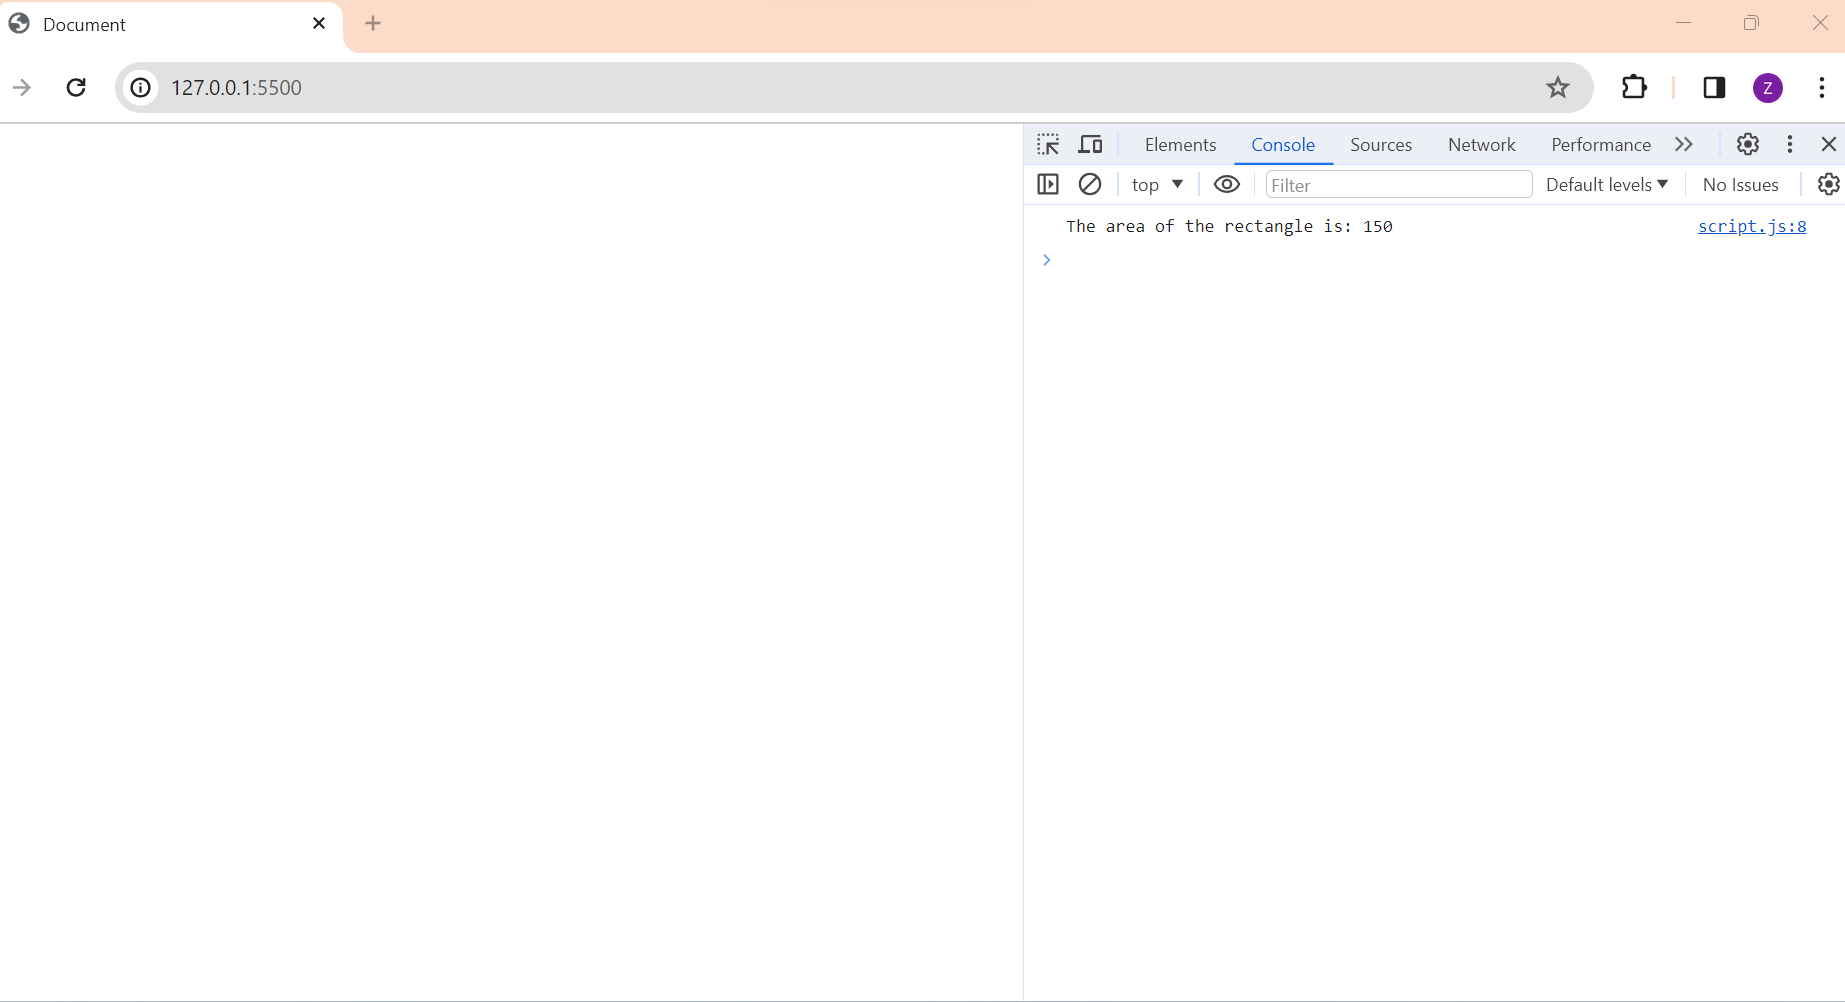 Document
127.0.0.1:5500
Z
Elements Console Sources Network Performance
top Filter Default levels No Issues
The area of the rectangle is: 150 script.js:8